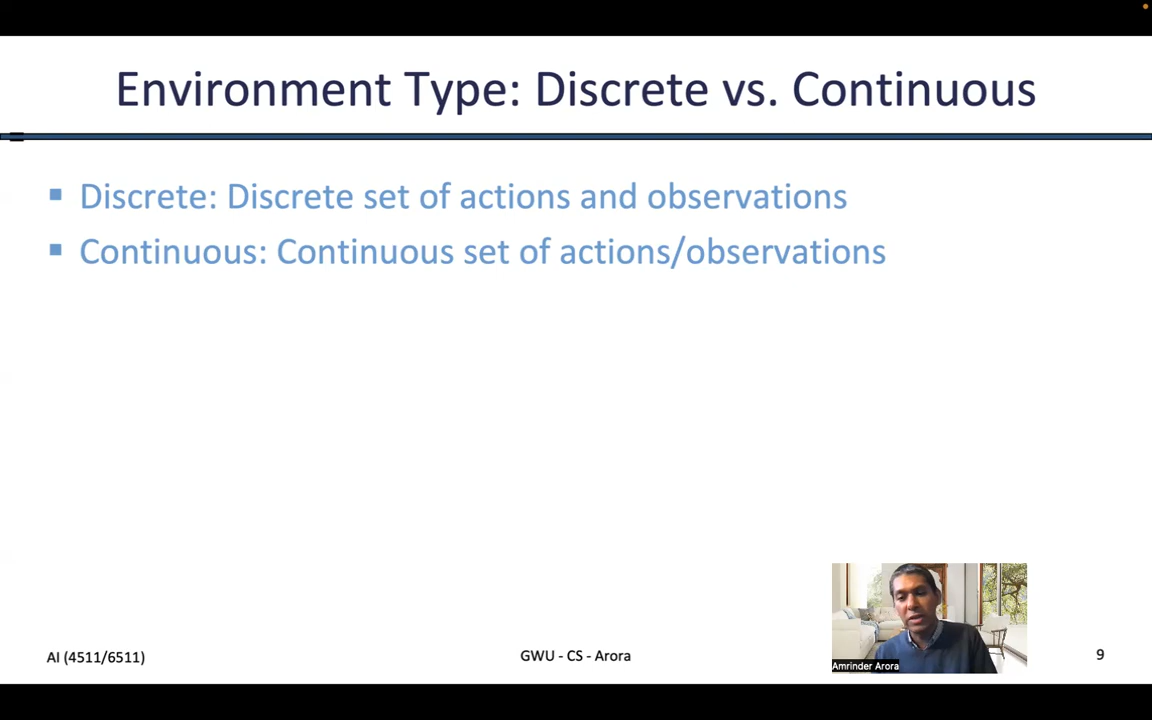 Environment Type: Discrete vs. Continuous
▪ Discrete: Discrete set of actions and observations
▪ Continuous: Continuous set of actions/observations
Amrinder Arora
AI (4511/6511)
GWU - CS - Arora
9